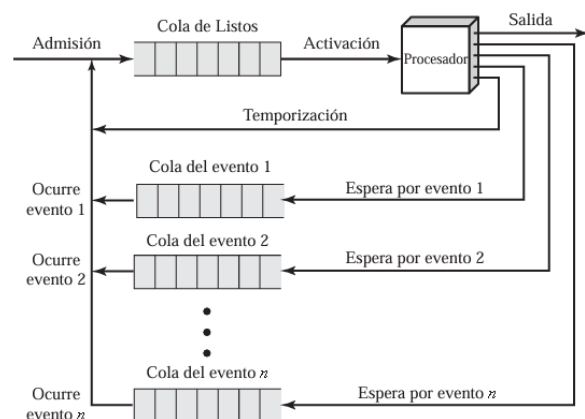 Salida
Cola de Listos
Admisión
Activación
Procesador
Temporización
Cola del evento 1
Ocurre
evento 1
Espera por evento 1
Cola del evento 2
Ocurre
evento 2
Espera por evento 2
Cola del evento n
Ocurre
evento n
Espera por evento n